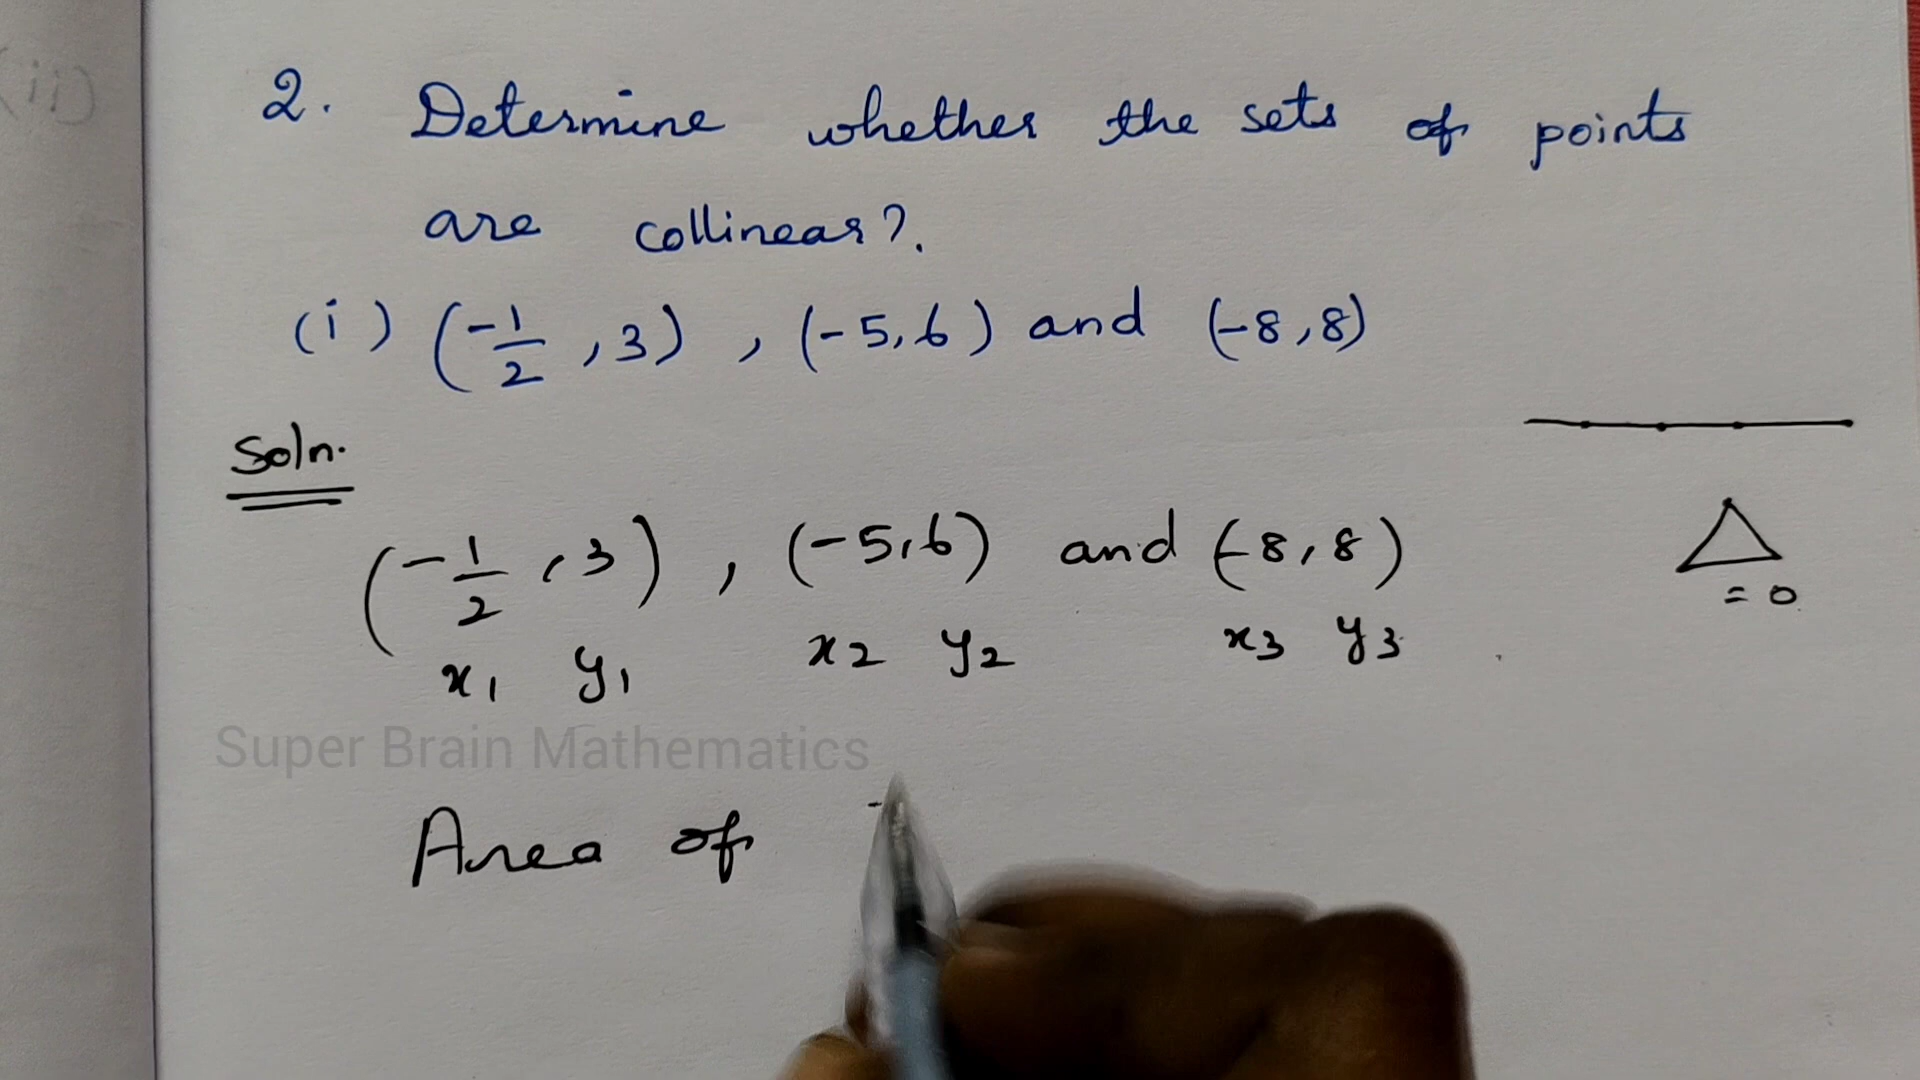 2. Determine whether the sets of points
are collinear?.
(i) (-1/2, 3), (-5, 6) and (-8, 8)
Soln.
(-1/2, 3), (-5, 6) and (-8, 8)
x1 y1 x2 y2 x3 y3
△
= 0
Super Brain Mathematics
Area of